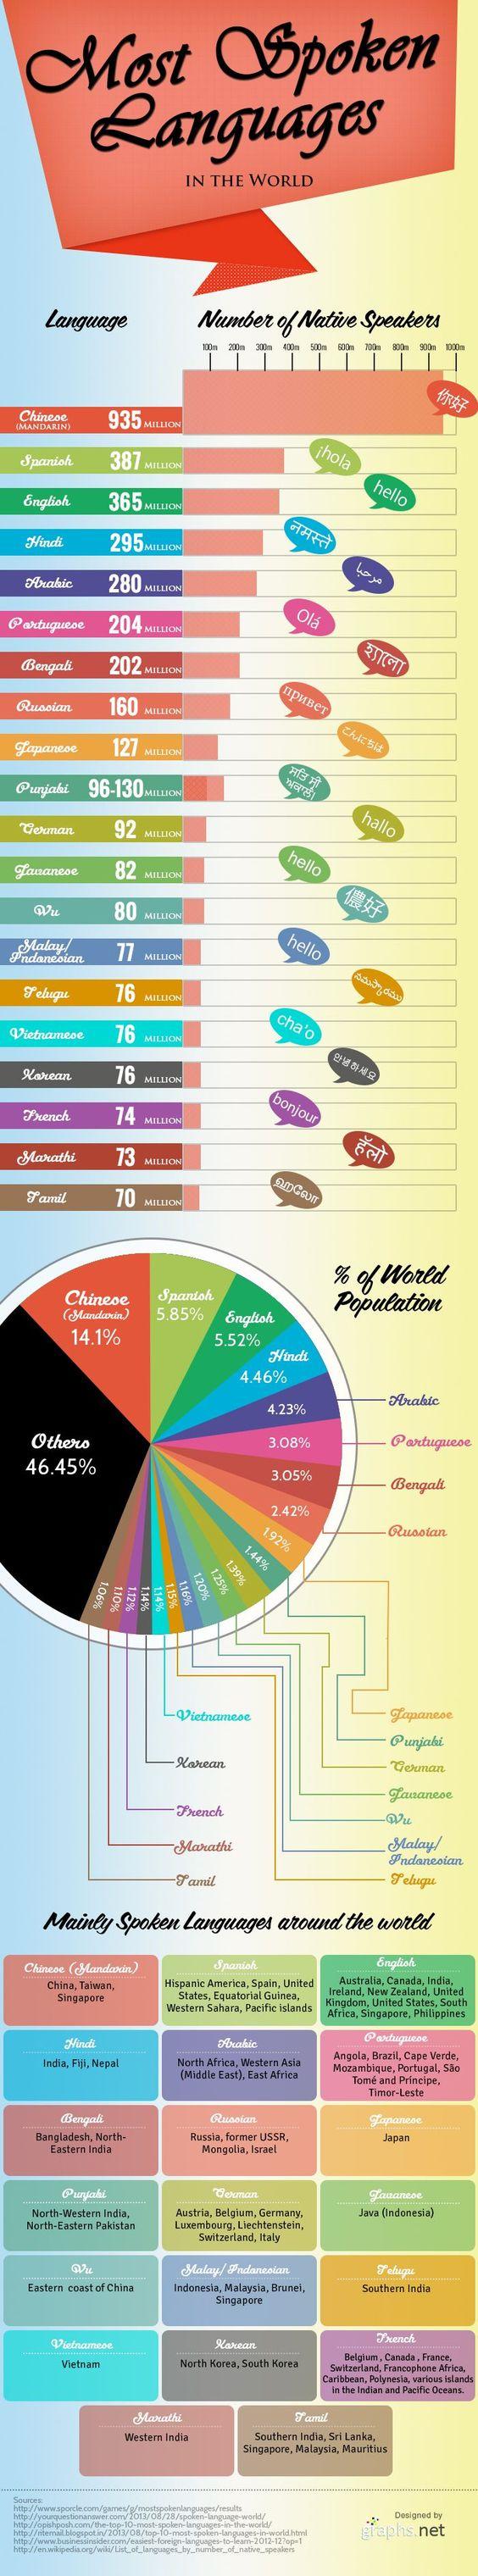 Most Spoken
Languages
IN THE WORLD
Language
Number of Native Speakers
100m 200m 300m 400m 500m 600m 700m 800m 900m 1000m
Chinese
(MANDARIN)
935 MILLION
你好
Spanish 387 MILLION ¡hola
English 365 MILLION hello
Hindi 295 MILLION नमस्ते
Arabic 280 MILLION مرحبا
Portuguese 204 MILLION Olá
Bengali 202 MILLION হ্যালো
Russian 160 MILLION привет
Japanese 127 MILLION こんにちは
Punjabi 96-130 MILLION ਸਤਿ ਸ੍ਰੀ
ਅਕਾਲ।
German 92 MILLION hallo
Javanese 82 MILLION hello
Wu 80 MILLION 儂好
Malay/
Indonesian
77 MILLION hello
Telugu 76 MILLION
Vietnamese 76 MILLION cha'o
Korean 76 MILLION 안녕하세요
French 74 MILLION bonjour
Marathi 73 MILLION हॅलो
Tamil 70 MILLION ஹலோ
% of World
Population
Chinese
(Mandarin)
14.1%
Spanish
5.85%
English
5.52%
Hindi
4.46%
4.23%
Arabic
3.08%
Portuguese
3.05%
Bengali
2.42%
Russian
1.92%
1.44%
1.39%
1.25%
1.20%
1.16%
1.15%
1.14%
1.14%
1.12%
1.10%
1.06%
Others
46.45%
Vietnamese
Korean
French
Marathi
Tamil
Japanese
Punjabi
German
Javanese
Wu
Malay/
Indonesian
Telugu
Mainly Spoken Languages around the world
Chinese (Mandarin)
China, Taiwan,
Singapore
Spanish
Hispanic America, Spain, United
States, Equatorial Guinea,
Western Sahara, Pacific islands
English
Australia, Canada, India,
Ireland, New Zealand, United
Kingdom, United States, South
Africa, Singapore, Philippines
Hindi
India, Fiji, Nepal
Arabic
North Africa, Western Asia
(Middle East), East Africa
Portuguese
Angola, Brazil, Cape Verde,
Mozambique, Portugal, São
Tomé and Príncipe,
Timor-Leste
Bengali
Bangladesh, North-
Eastern India
Russian
Russia, former USSR,
Mongolia, Israel
Japanese
Japan
Punjabi
North-Western India,
North-Eastern Pakistan
German
Austria, Belgium, Germany,
Luxembourg, Liechtenstein,
Switzerland, Italy
Javanese
Java (Indonesia)
Wu
Eastern coast of China
Malay/ Indonesian
Indonesia, Malaysia, Brunei,
Singapore
Telugu
Southern India
Vietnamese
Vietnam
Korean
North Korea, South Korea
French
Belgium , Canada , France,
Switzerland, Francophone Africa,
Caribbean, Polynesia, various islands
in the Indian and Pacific Oceans.
Marathi
Western India
Tamil
Southern India, Sri Lanka,
Singapore, Malaysia, Mauritius
Sources:
http://www.sporcle.com/games/g/mostspokenlanguages/results
http://yourquestionanswer.com/2013/08/28/spoken-language-world/
http://opishposh.com/the-top-10-most-spoken-languages-in-the-world/
http://riternail.blogspot.in/2013/08/top-10-most-spoken-languages-in-world.html
http://www.businessinsider.com/easiest-foreign-languages-to-learn-2012-12?op=1
http://en.wikipedia.org/wiki/List_of_languages_by_number_of_native_speakers
Designed by
graphs.net